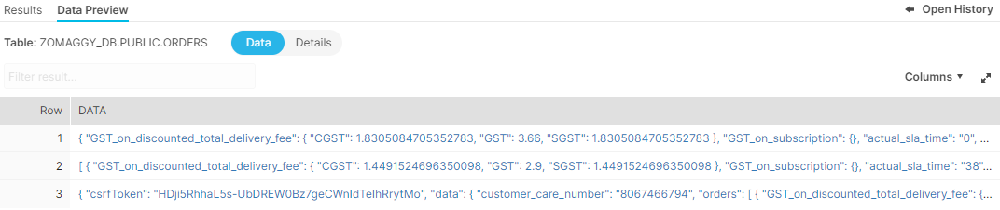 Results Data Preview Open History
Table: ZOMAGGY_DB.PUBLIC.ORDERS Data Details
Filter result...
Columns
Row DATA
1 { "GST_on_discounted_total_delivery_fee": { "CGST": 1.8305084705352783, "GST": 3.66, "SGST": 1.8305084705352783 }, "GST_on_subscription": {}, "actual_sla_time": "0", ...
2 [ { "GST_on_discounted_total_delivery_fee": { "CGST": 1.4491524696350098, "GST": 2.9, "SGST": 1.4491524696350098 }, "GST_on_subscription": {}, "actual_sla_time": "38"...
3 { "csrfToken": "HDji5RhhaL5s-UbDREW0Bz7geCWnIdTeIhRrytMo", "data": { "customer_care_number": "8067466794", "orders": [ { "GST_on_discounted_total_delivery_fee": {...